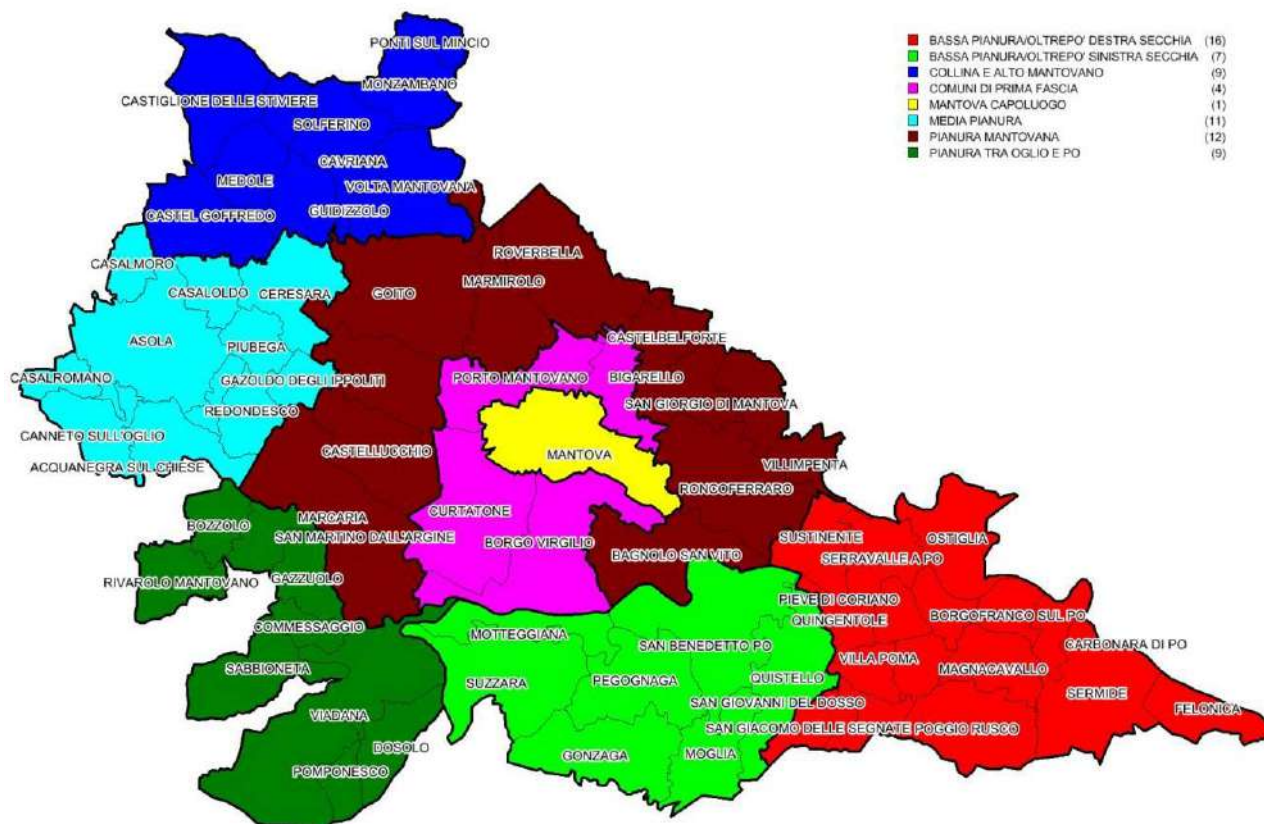 BASSA PIANURA/OLTREPO' DESTRA SECCHIA (16)
BASSA PIANURA/OLTREPO' SINISTRA SECCHIA (7)
COLLINA E ALTO MANTOVANO (9)
COMUNI DI PRIMA FASCIA (4)
MANTOVA CAPOLUOGO (1)
MEDIA PIANURA (11)
PIANURA MANTOVANA (12)
PIANURA TRA OGLIO E PO (9)
PONTI SUL MINCIO
MONZAMBANO
CASTIGLIONE DELLE STIVIERE
SOLFERINO
CAVRIANA
MEDOLE
VOLTA MANTOVANA
CASTEL GOFFREDO
GUIDIZZOLO
ROVERBELLA
CASALMORO
MARMIROLO
CASALOLDO
CERESARA
GOITO
CASTELBELFORTE
ASOLA
PIUBEGA
CASALROMANO
GAZOLDO DEGLI IPPOLITI
PORTO MANTOVANO
BIGARELLO
SAN GIORGIO DI MANTOVA
REDONDESCO
CANNETO SULL'OGLIO
CASTELLUCCHIO
MANTOVA
ACQUANEGRA SUL CHIESE
VILLIMPENTA
RONCOFERRARO
CURTATONE
MARCARIA
BOZZOLO
SAN MARTINO DALL'ARGINE
BORGO VIRGILIO
SUSTINENTE
OSTIGLIA
BAGNOLO SAN VITO
SERRAVALLE A PO
RIVAROLO MANTOVANO
GAZZUOLO
PIEVE DI CORIANO
BORGOFRANCO SUL PO
QUINGENTOLE
COMMESSAGGIO
MOTTEGGIANA
SAN BENEDETTO PO
CARBONARA DI PO
VILLA POMA
MAGNACAVALLO
SABBIONETA
SUZZARA
PEGOGNAGA
QUISTELLO
SERMIDE
SAN GIOVANNI DEL DOSSO
FELONICA
VIADANA
SAN GIACOMO DELLE SEGNATE
POGGIO RUSCO
DOSOLO
GONZAGA
MOGLIA
POMPONESCO